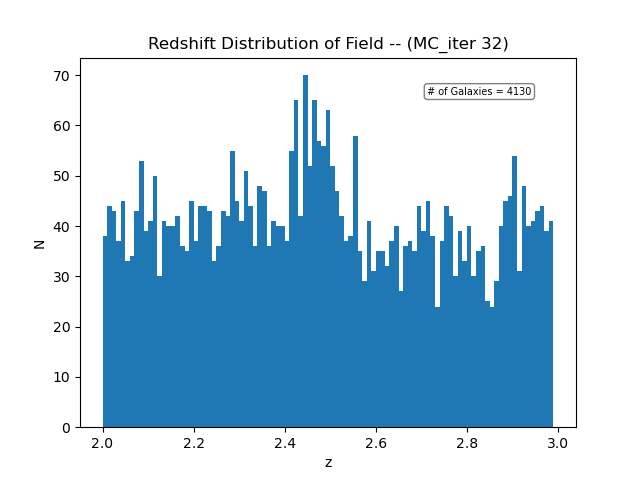 Redshift Distribution of Field -- (MC_iter 32)
# of Galaxies = 4130
70
60
50
40
30
20
10
0
N
2.0 2.2 2.4 2.6 2.8 3.0
z